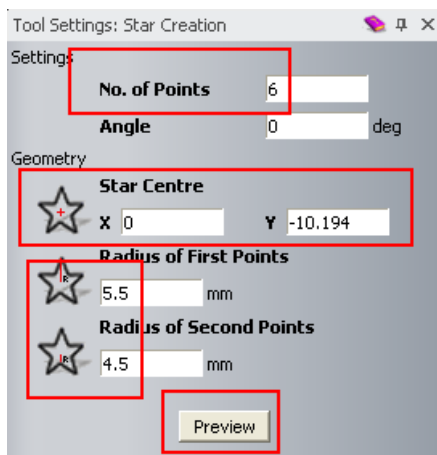 Tool Settings: Star Creation
Settings
No. of Points 6
Angle 0 deg
Geometry
Star Centre
X 0 Y -10.194
Radius of First Points
R
5.5 mm
Radius of Second Points
R
4.5 mm
Preview